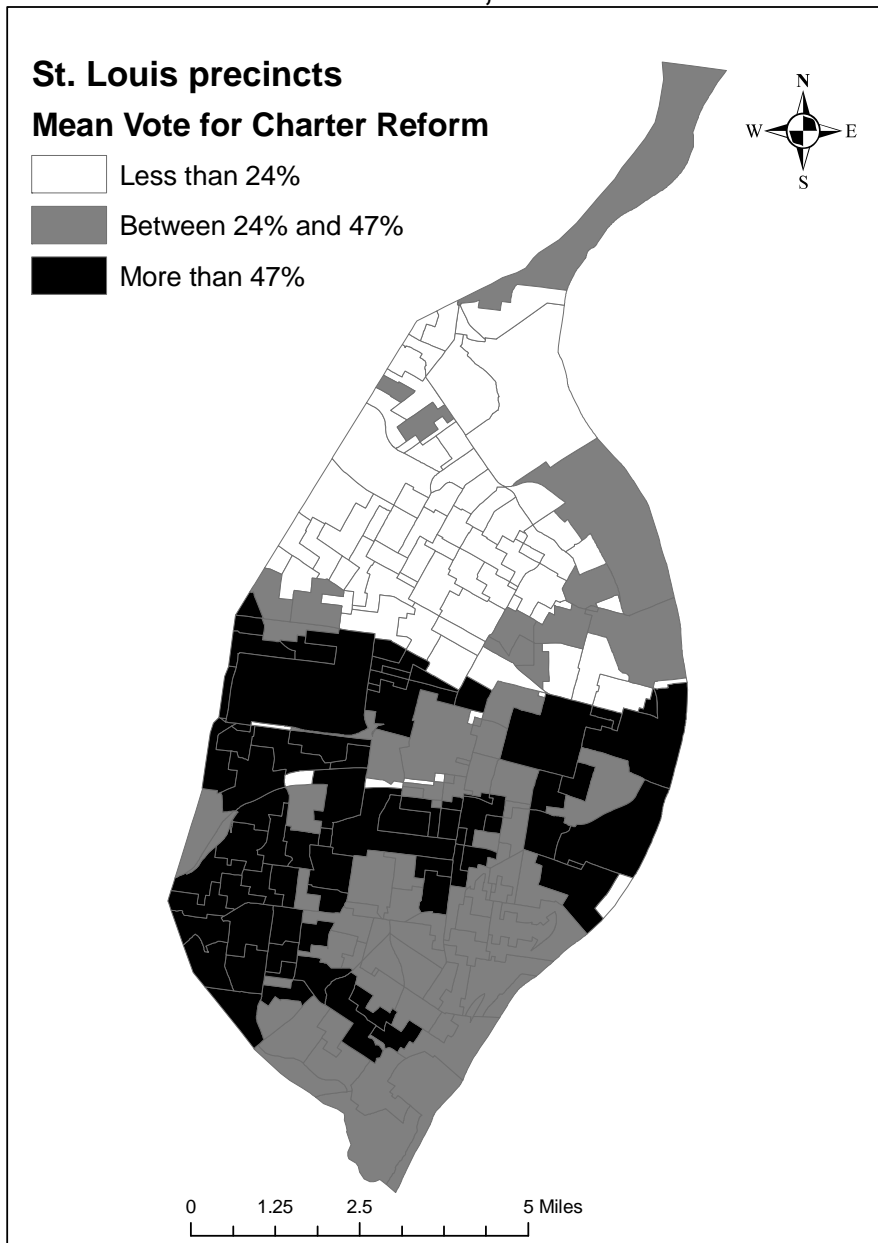 St. Louis precincts
Mean Vote for Charter Reform
Less than 24%
Between 24% and 47%
More than 47%
N
W E
S
0 1.25 2.5 5 Miles